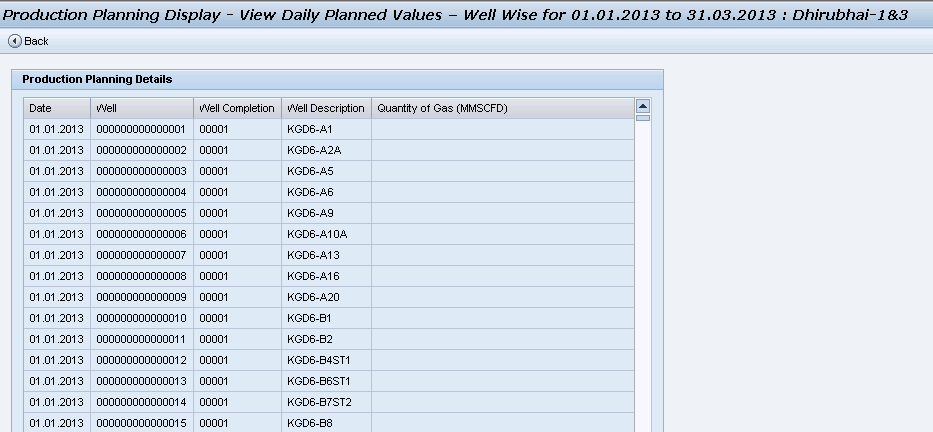 Production Planning Display - View Daily Planned Values – Well Wise for 01.01.2013 to 31.03.2013 : Dhirubhai-1&3
Back
Production Planning Details
Date Well Well Completion Well Description Quantity of Gas (MMSCFD)
01.01.2013 000000000000001 00001 KGD6-A1
01.01.2013 000000000000002 00001 KGD6-A2A
01.01.2013 000000000000003 00001 KGD6-A5
01.01.2013 000000000000004 00001 KGD6-A6
01.01.2013 000000000000005 00001 KGD6-A9
01.01.2013 000000000000006 00001 KGD6-A10A
01.01.2013 000000000000007 00001 KGD6-A13
01.01.2013 000000000000008 00001 KGD6-A16
01.01.2013 000000000000009 00001 KGD6-A20
01.01.2013 000000000000010 00001 KGD6-B1
01.01.2013 000000000000011 00001 KGD6-B2
01.01.2013 000000000000012 00001 KGD6-B4ST1
01.01.2013 000000000000013 00001 KGD6-B6ST1
01.01.2013 000000000000014 00001 KGD6-B7ST2
01.01.2013 000000000000015 00001 KGD6-B8